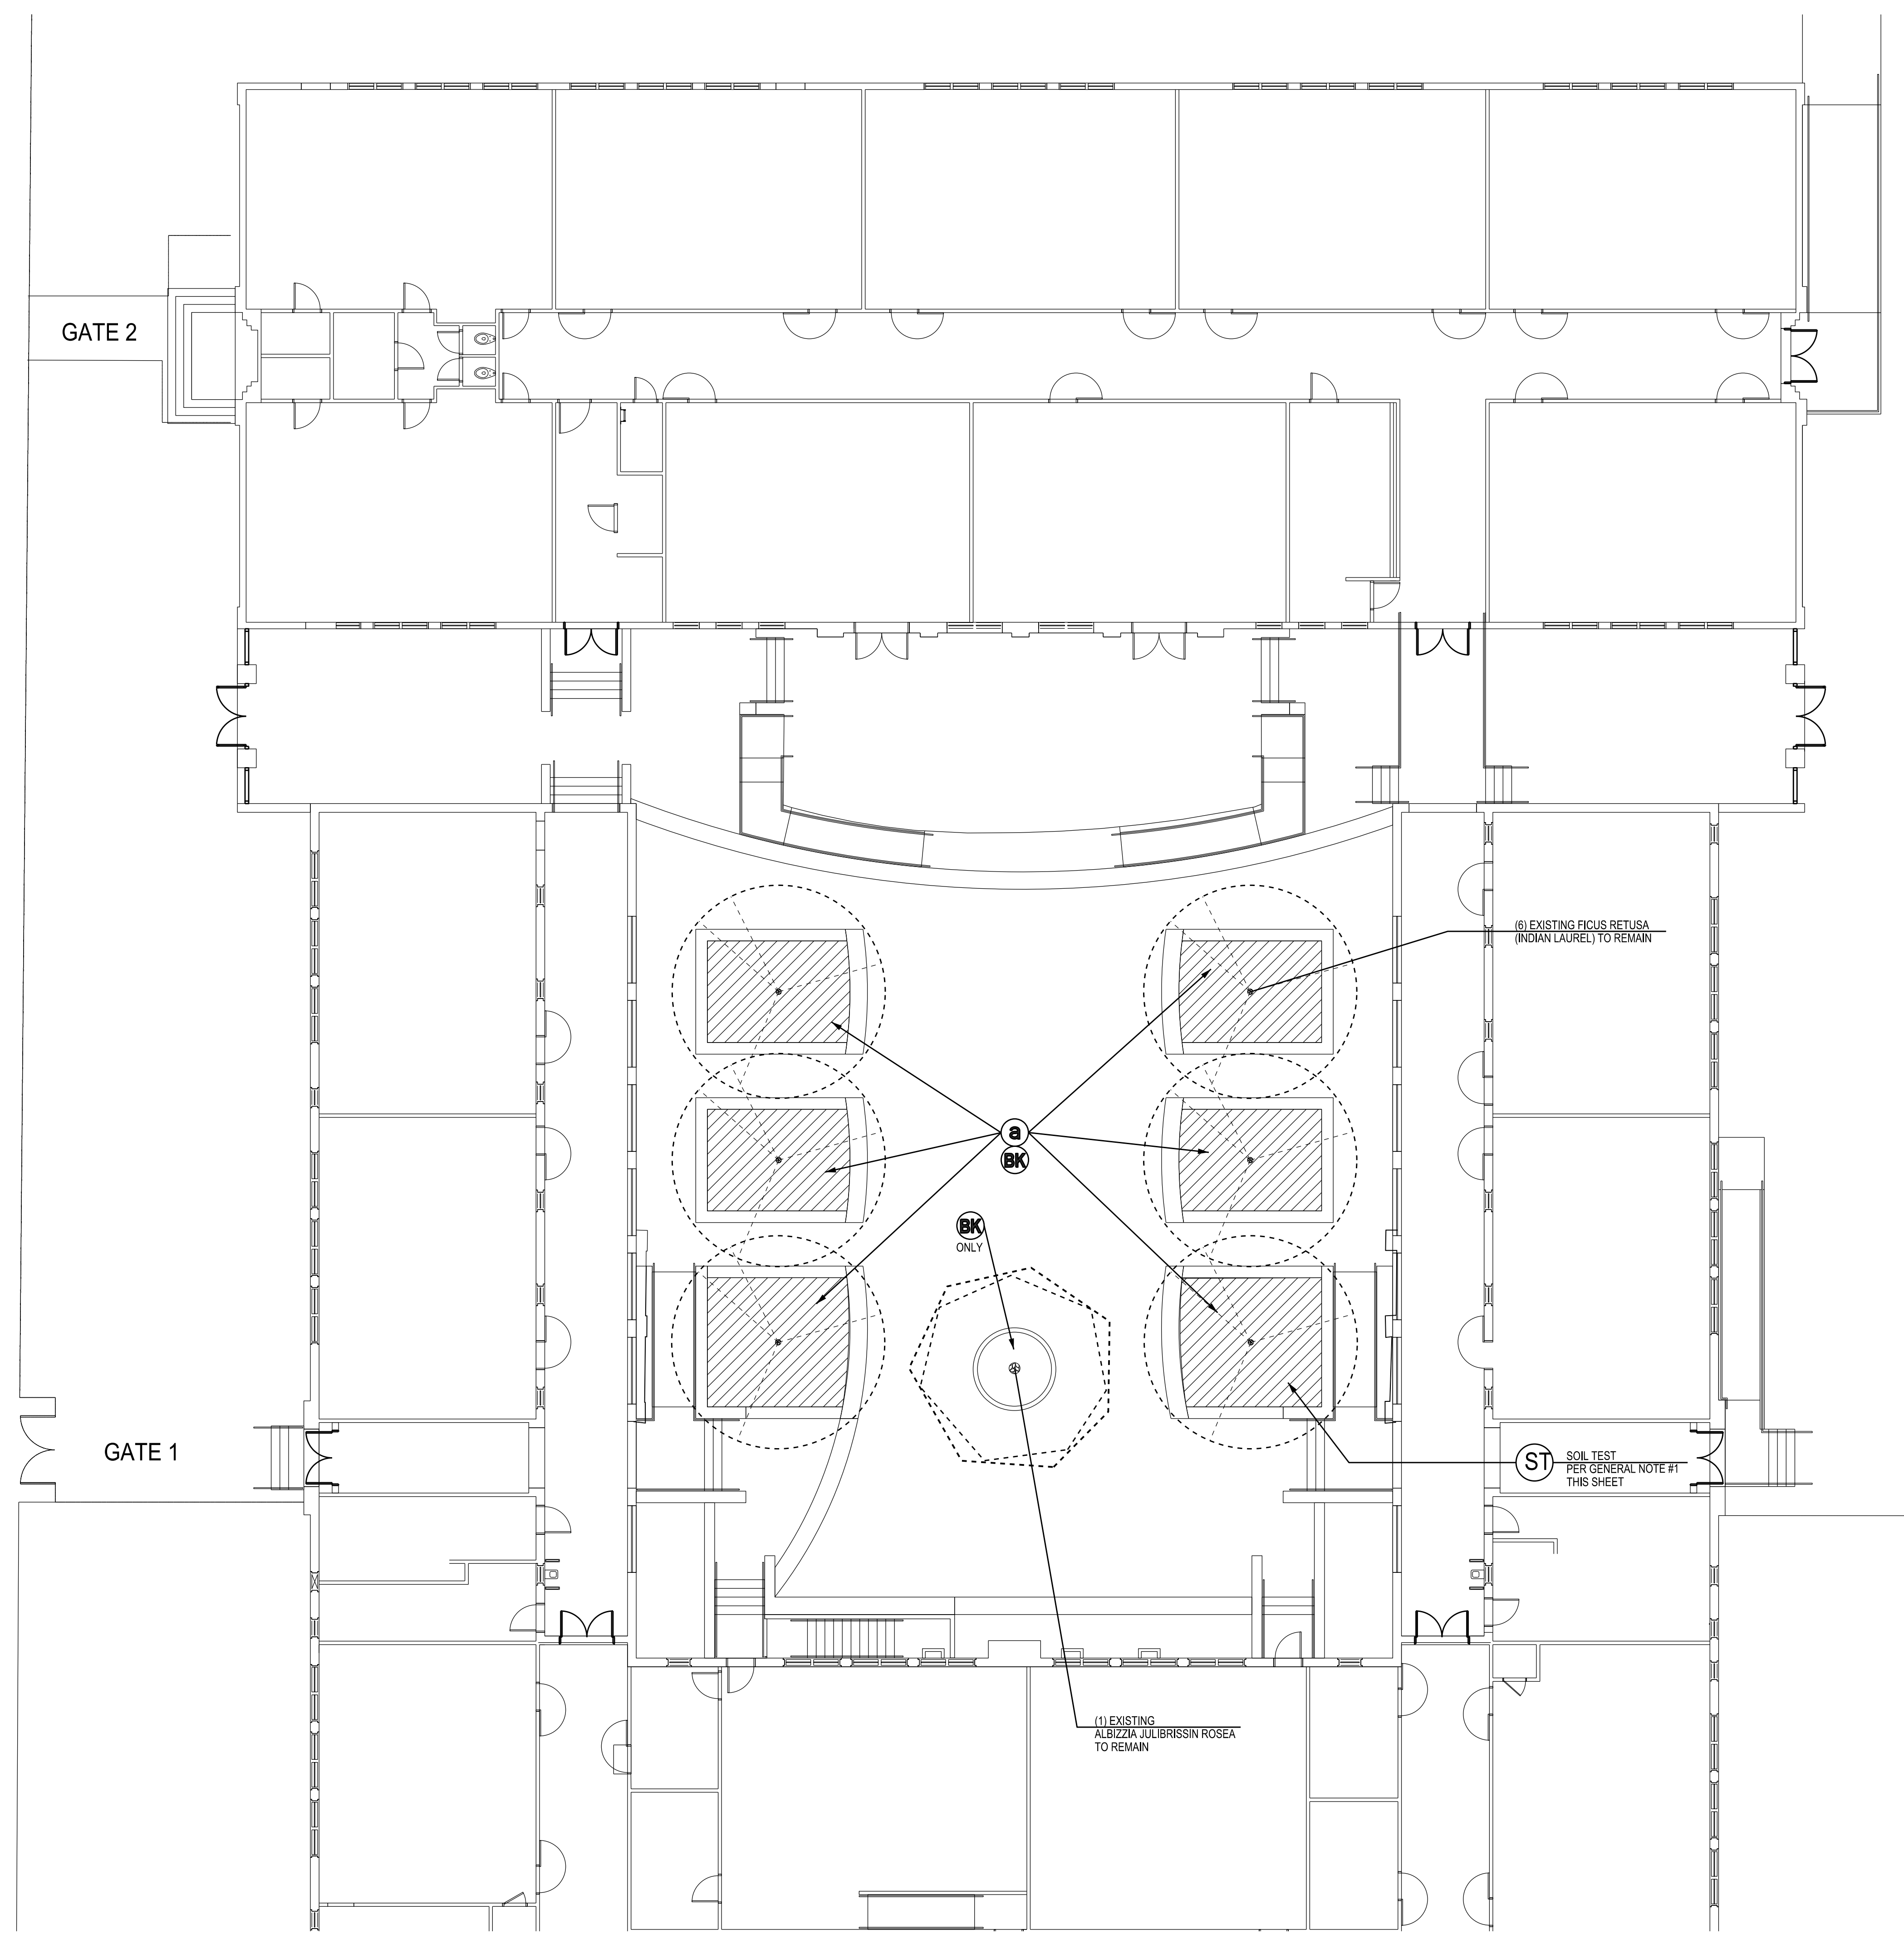 GATE 2
(6) EXISTING FICUS RETUSA
(INDIAN LAUREL) TO REMAIN
a
BK
BK
ONLY
GATE 1
ST
SOIL TEST
PER GENERAL NOTE #1
THIS SHEET
(1) EXISTING
ALBIZZIA JULIBRISSIN ROSEA
TO REMAIN